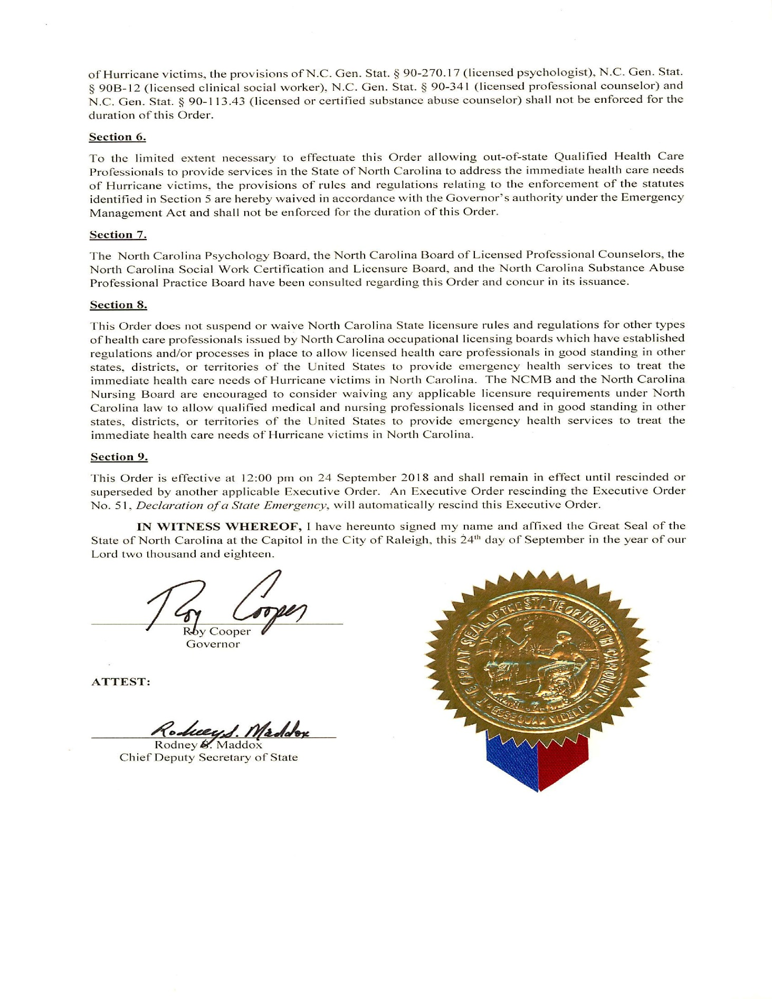 of Hurricane victims, the provisions of N.C. Gen. Stat. § 90-270.17 (licensed psychologist), N.C. Gen. Stat.
§ 90B-12 (licensed clinical social worker), N.C. Gen. Stat. § 90-341 (licensed professional counselor) and
N.C. Gen. Stat. § 90-113.43 (licensed or certified substance abuse counselor) shall not be enforced for the
duration of this Order.
Section 6.
To the limited extent necessary to effectuate this Order allowing out-of-state Qualified Health Care
Professionals to provide services in the State of North Carolina to address the immediate health care needs
of Hurricane victims, the provisions of rules and regulations relating to the enforcement of the statutes
identified in Section 5 are hereby waived in accordance with the Governor's authority under the Emergency
Management Act and shall not be enforced for the duration of this Order.
Section 7.
The North Carolina Psychology Board, the North Carolina Board of Licensed Professional Counselors, the
North Carolina Social Work Certification and Licensure Board, and the North Carolina Substance Abuse
Professional Practice Board have been consulted regarding this Order and concur in its issuance.
Section 8.
This Order does not suspend or waive North Carolina State licensure rules and regulations for other types
of health care professionals issued by North Carolina occupational licensing boards which have established
regulations and/or processes in place to allow licensed health care professionals in good standing in other
states, districts, or territories of the United States to provide emergency health services to treat the
immediate health care needs of Hurricane victims in North Carolina. The NCMB and the North Carolina
Nursing Board are encouraged to consider waiving any applicable licensure requirements under North
Carolina law to allow qualified medical and nursing professionals licensed and in good standing in other
states, districts, or territories of the United States to provide emergency health services to treat the
immediate health care needs of Hurricane victims in North Carolina.
Section 9.
This Order is effective at 12:00 pm on 24 September 2018 and shall remain in effect until rescinded or
superseded by another applicable Executive Order. An Executive Order rescinding the Executive Order
No. 51, Declaration of a State Emergency, will automatically rescind this Executive Order.
IN WITNESS WHEREOF, I have hereunto signed my name and affixed the Great Seal of the
State of North Carolina at the Capitol in the City of Raleigh, this 24th day of September in the year of our
Lord two thousand and eighteen.
Roy Cooper
Roy Cooper
Governor
ATTEST:
Rodney S. Maddox
Rodney S. Maddox
Chief Deputy Secretary of State
THE GREAT SEAL OF THE STATE OF NORTH CAROLINA
ESSE QUAM VIDERI